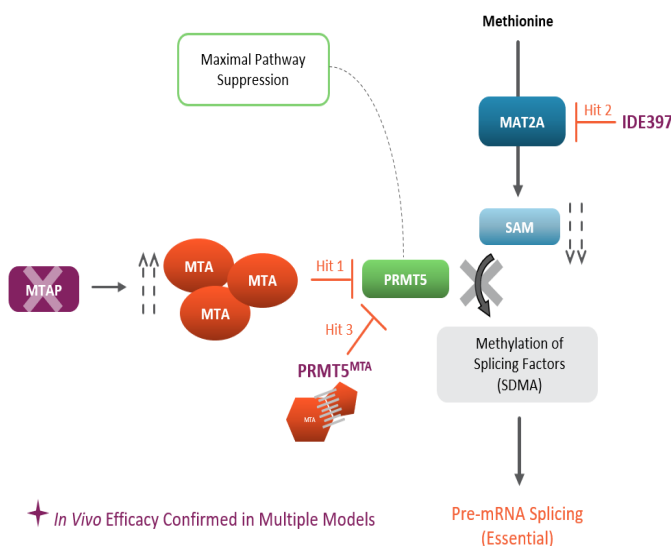 Methionine
Maximal Pathway
Suppression
MAT2A
Hit 2
IDE397
SAM
MTAP
MTA
MTA
MTA
Hit 1
PRMT5
Hit 3
PRMT5MTA
MTA
Methylation of
Splicing Factors
(SDMA)
In Vivo Efficacy Confirmed in Multiple Models
Pre-mRNA Splicing
(Essential)